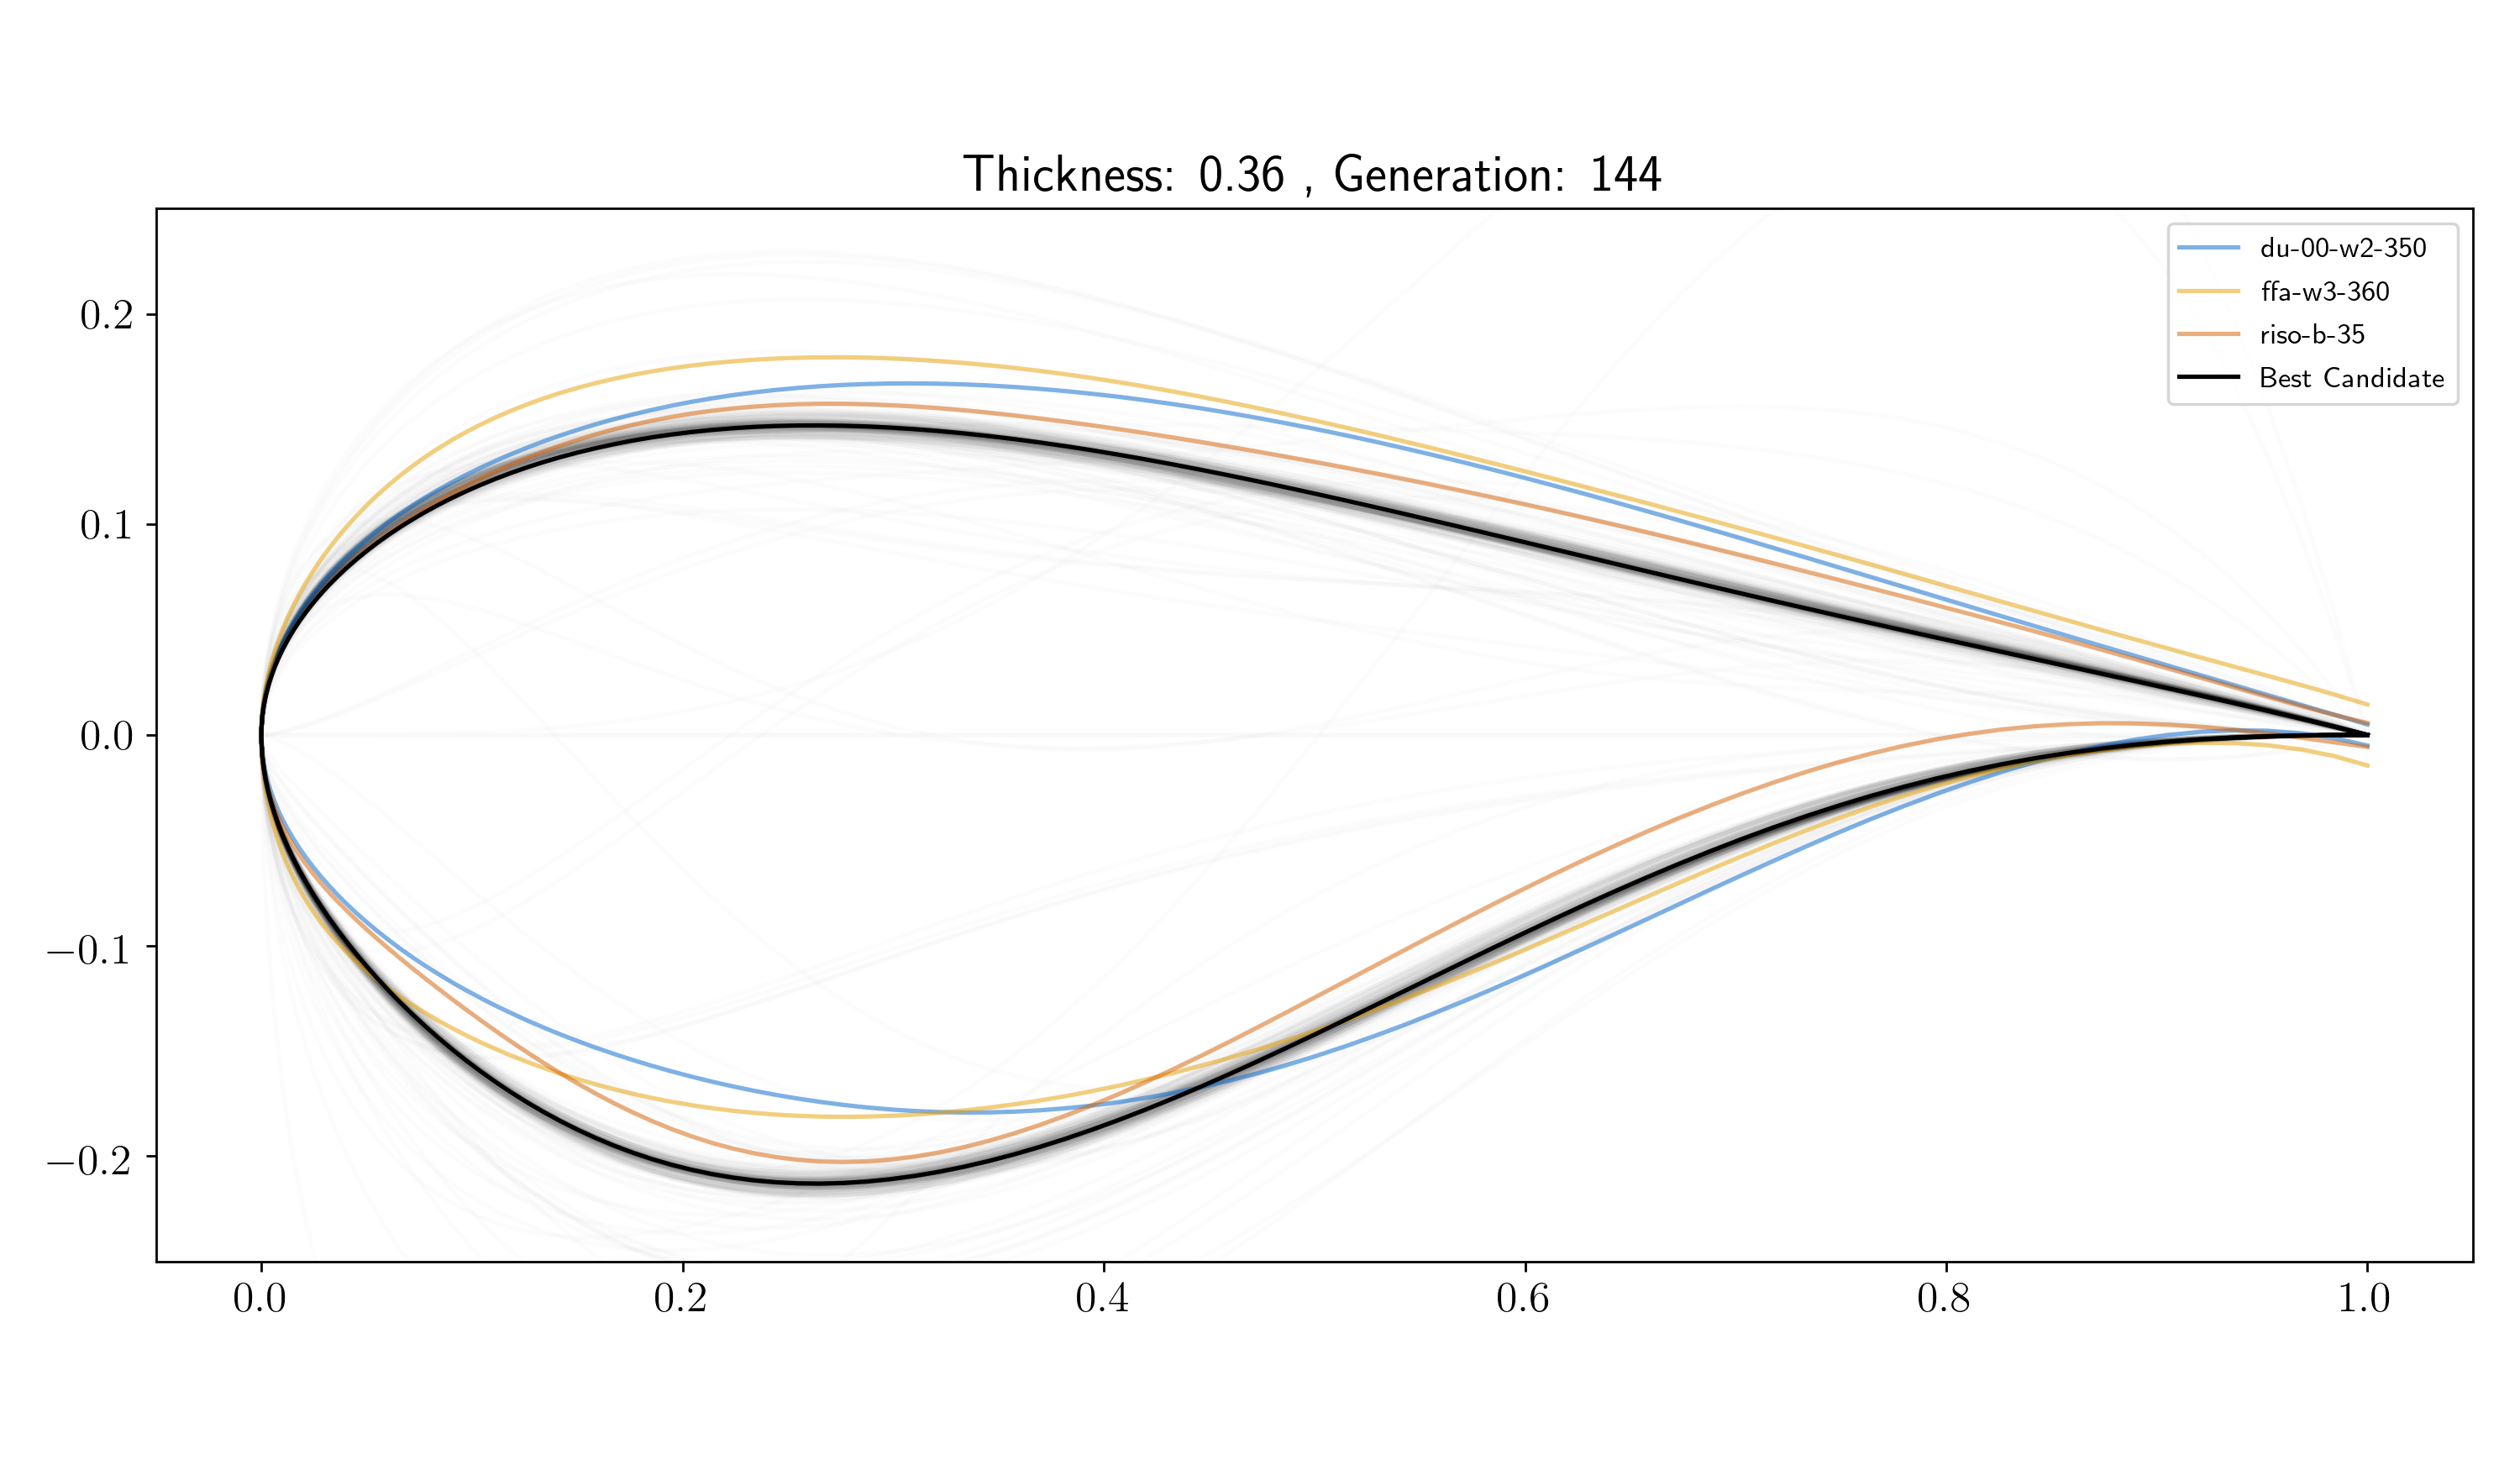 Thickness: 0.36 , Generation: 144
du-00-w2-350
ffa-w3-360
riso-b-35
Best Candidate
0.2
0.1
0.0
−0.1
−0.2
0.0 0.2 0.4 0.6 0.8 1.0